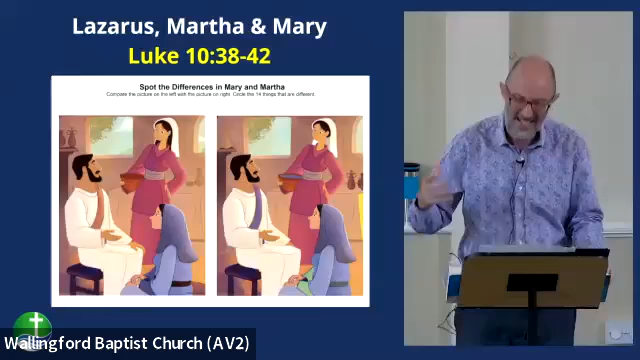 Lazarus, Martha & Mary
Luke 10:38-42
Spot the Differences in Mary and Martha
Compare the picture on the left with the picture on right. Circle the 14 things that are different.
Wallingford Baptist Church (AV2)